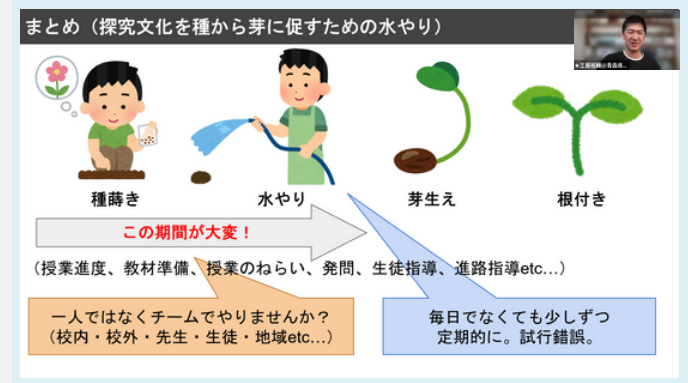 まとめ（探究文化を種から芽に促すための水やり）
種蒔き
水やり
芽生え
根付き
この期間が大変！
（授業進度、教材準備、授業のねらい、発問、生徒指導、進路指導etc…）
一人ではなくチームでやりませんか？
（校内・校外・先生・生徒・地域etc…）
毎日でなくても少しずつ
定期的に。試行錯誤。